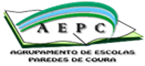 AEPC
AGRUPAMENTO DE ESCOLAS
PAREDES DE COURA